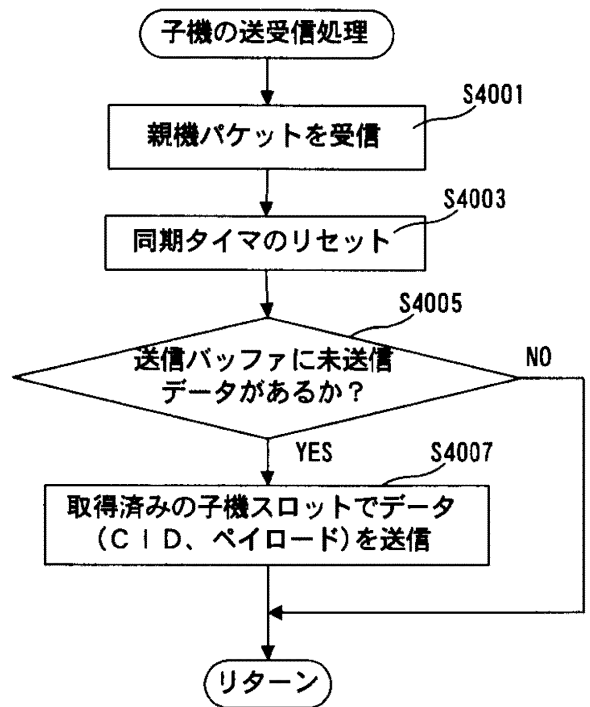 子機の送受信処理
S4001
親機パケットを受信
S4003
同期タイマのリセット
S4005
送信バッファに未送信
データがあるか？
NO
YES
S4007
取得済みの子機スロットでデータ
(CID、ペイロード)を送信
リターン